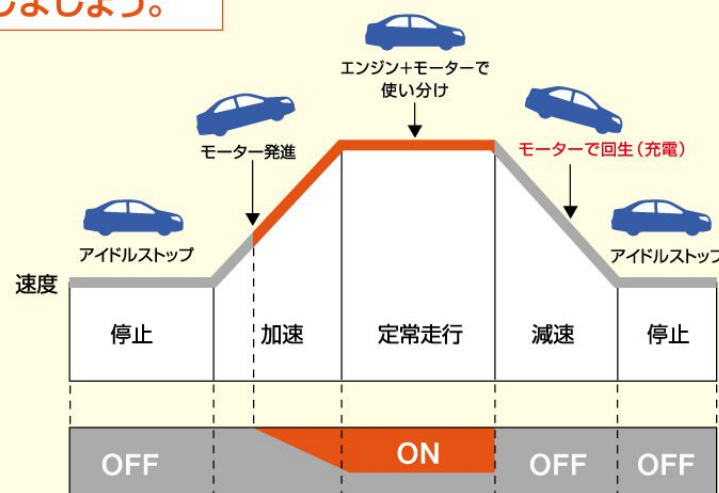 しましょう。
エンジン+モーターで
使い分け
モーター発進
モーターで回生(充電)
アイドルストップ
アイドルストップ
速度
停止
加速
定常走行
減速
停止
OFF
ON
OFF
OFF